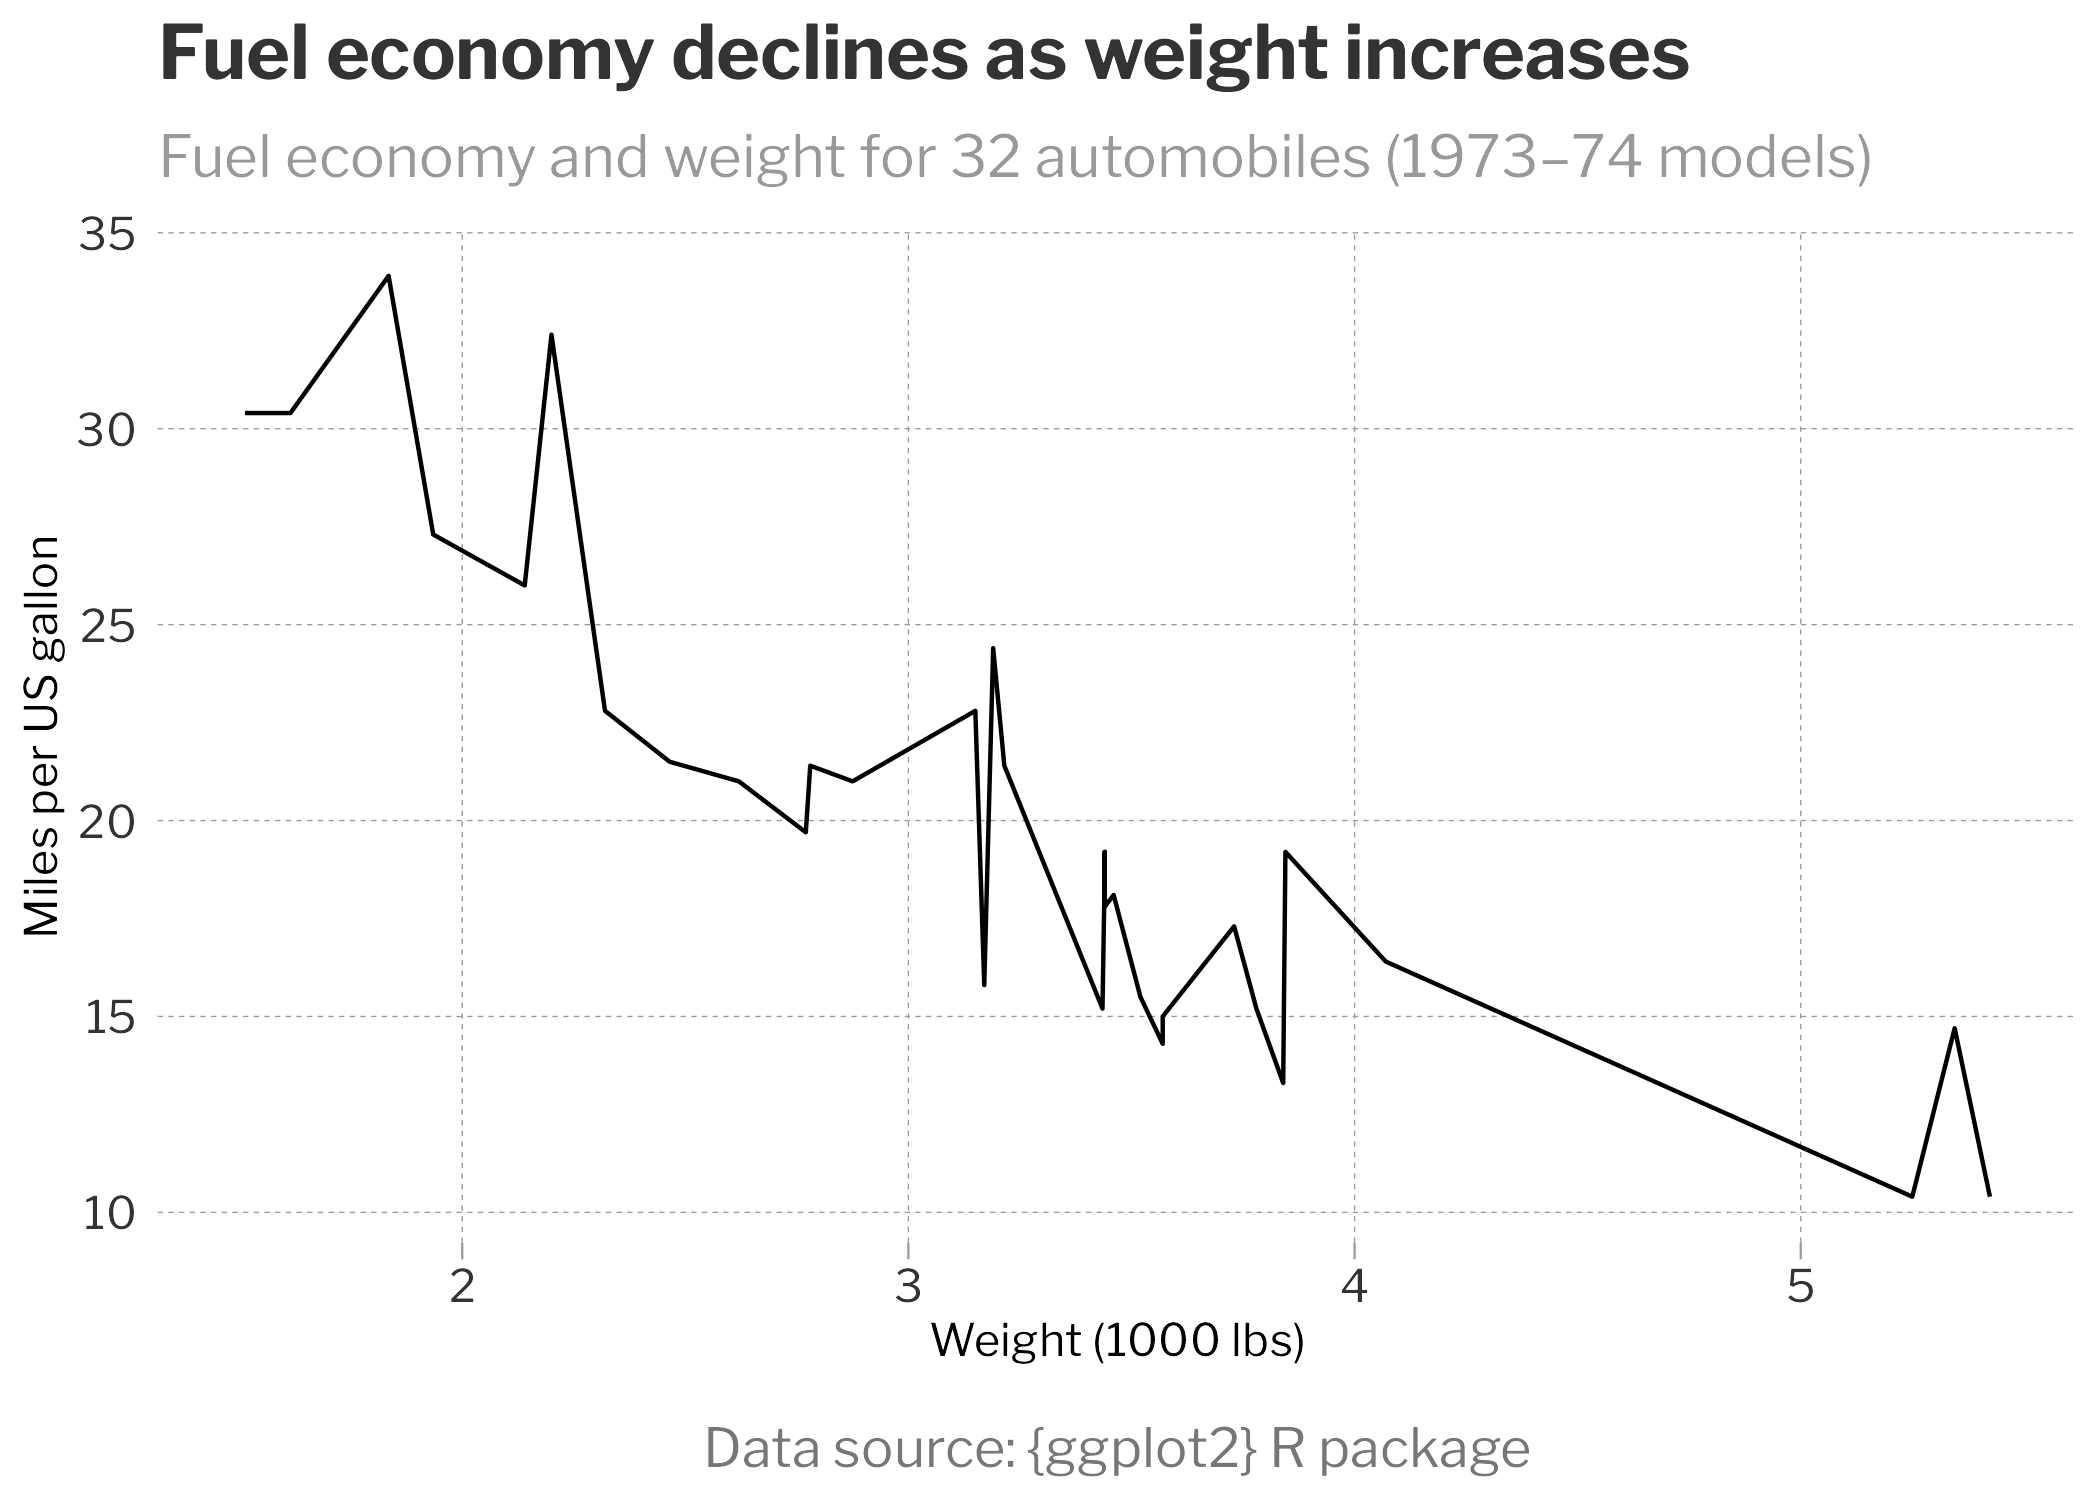 Fuel economy declines as weight increases
Fuel economy and weight for 32 automobiles (1973–74 models)
35
30
25
20
15
10
Miles per US gallon
2 3 4 5
Weight (1000 lbs)
Data source: {ggplot2} R package